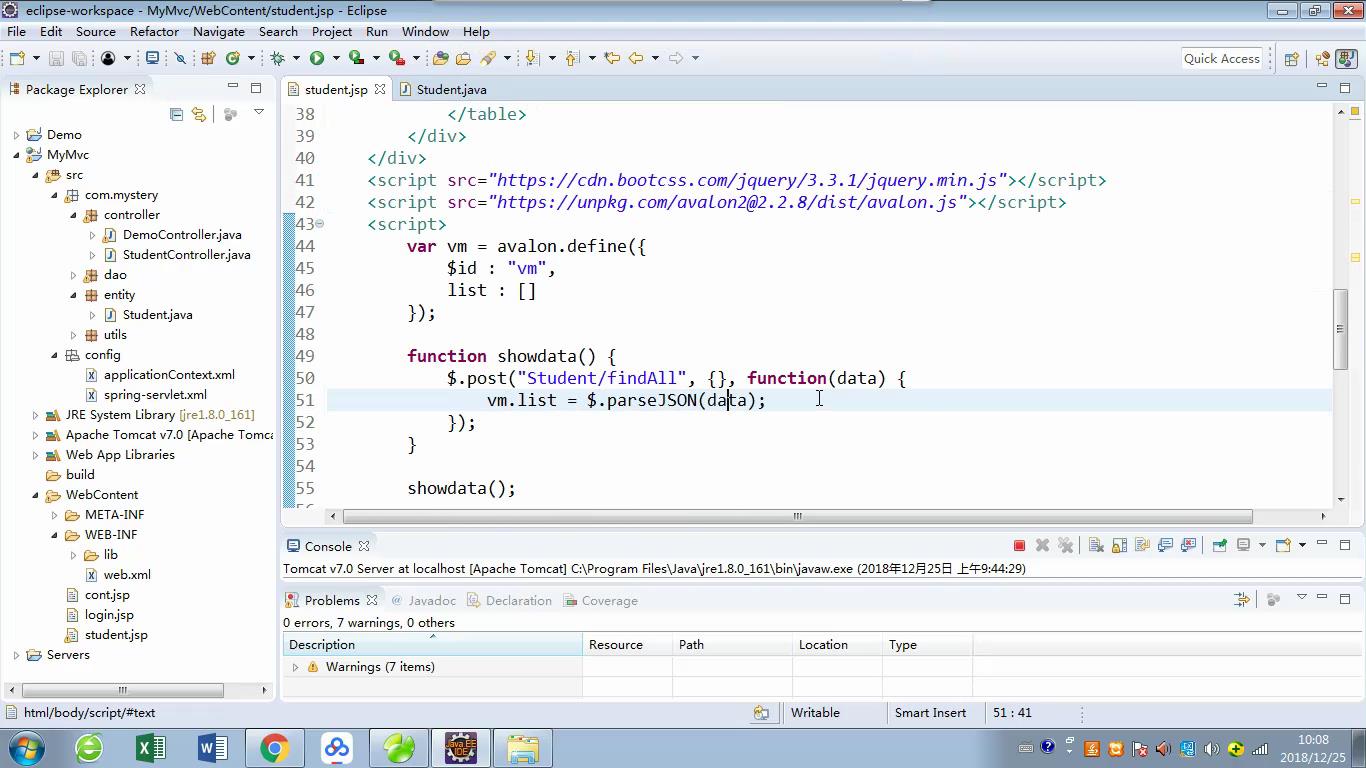 eclipse-workspace - MyMvc/WebContent/student.jsp - Eclipse
File Edit Source Refactor Navigate Search Project Run Window Help
Quick Access
Package Explorer
Demo
MyMvc
src
com.mystery
controller
DemoController.java
StudentController.java
dao
entity
Student.java
utils
config
applicationContext.xml
spring-servlet.xml
JRE System Library [jre1.8.0_161]
Apache Tomcat v7.0 [Apache Tomca
Web App Libraries
build
WebContent
META-INF
WEB-INF
lib
web.xml
cont.jsp
login.jsp
student.jsp
Servers
student.jsp Student.java
38 </table>
39 </div>
40 </div>
41 <script src="https://cdn.bootcss.com/jquery/3.3.1/jquery.min.js"></script>
42 <script src="https://unpkg.com/avalon2@2.2.8/dist/avalon.js"></script>
43 <script>
44 var vm = avalon.define({
45 $id : "vm",
46 list : []
47 });
48
49 function showdata() {
50 $.post("Student/findAll", {}, function(data) {
51 vm.list = $.parseJSON(data);
52 });
53 }
54
55 showdata();
Console
Tomcat v7.0 Server at localhost [Apache Tomcat] C:\Program Files\Java\jre1.8.0_161\bin\javaw.exe (2018年12月25日 上午9:44:29)
Problems @ Javadoc Declaration Coverage
0 errors, 7 warnings, 0 others
Description Resource Path Location Type
Warnings (7 items)
html/body/script/#text Writable Smart Insert 51 : 41
Java EE
IDE
10:08
2018/12/25